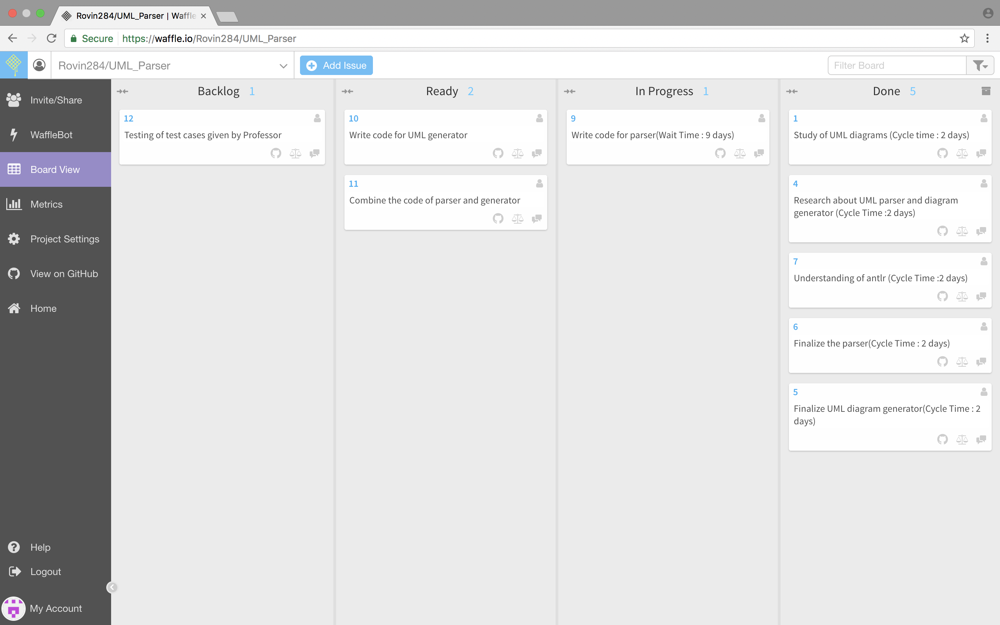 Rovin284/UML_Parser | Waffle
Secure https://waffle.io/Rovin284/UML_Parser
Rovin284/UML_Parser
Add Issue
Filter Board
Invite/Share
WaffleBot
Board View
Metrics
Project Settings
View on GitHub
Home
Help
Logout
My Account
Backlog 1
12
Testing of test cases given by Professor
Ready 2
10
Write code for UML generator
11
Combine the code of parser and generator
In Progress 1
9
Write code for parser(Wait Time : 9 days)
Done 5
1
Study of UML diagrams (Cycle time : 2 days)
4
Research about UML parser and diagram
generator (Cycle Time :2 days)
7
Understanding of antlr (Cycle Time :2 days)
6
Finalize the parser(Cycle Time : 2 days)
5
Finalize UML diagram generator(Cycle Time : 2
days)